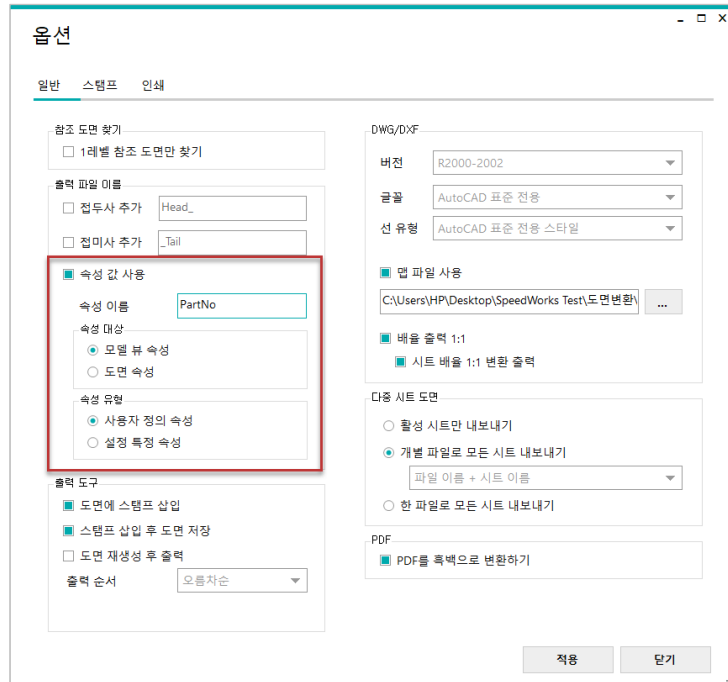 옵션
일반 스탬프 인쇄
참조 도면 찾기
1레벨 참조 도면만 찾기
출력 파일 이름
접두사 추가 Head_
접미사 추가 _Tail
속성 값 사용
속성 이름 PartNo
속성 대상
모델 뷰 속성
도면 속성
속성 유형
사용자 정의 속성
설정 특정 속성
출력 도구
도면에 스탬프 삽입
스탬프 삽입 후 도면 저장
도면 재생성 후 출력
출력 순서 오름차순
DWG/DXF
버전 R2000-2002
글꼴 AutoCAD 표준 전용
선 유형 AutoCAD 표준 전용 스타일
맵 파일 사용
C:\Users\HP\Desktop\SpeedWorks Test\도면변환\ ...
배율 출력 1:1
시트 배율 1:1 변환 출력
다중 시트 도면
활성 시트만 내보내기
개별 파일로 모든 시트 내보내기
파일 이름 + 시트 이름
한 파일로 모든 시트 내보내기
PDF
PDF를 흑백으로 변환하기
적용 닫기